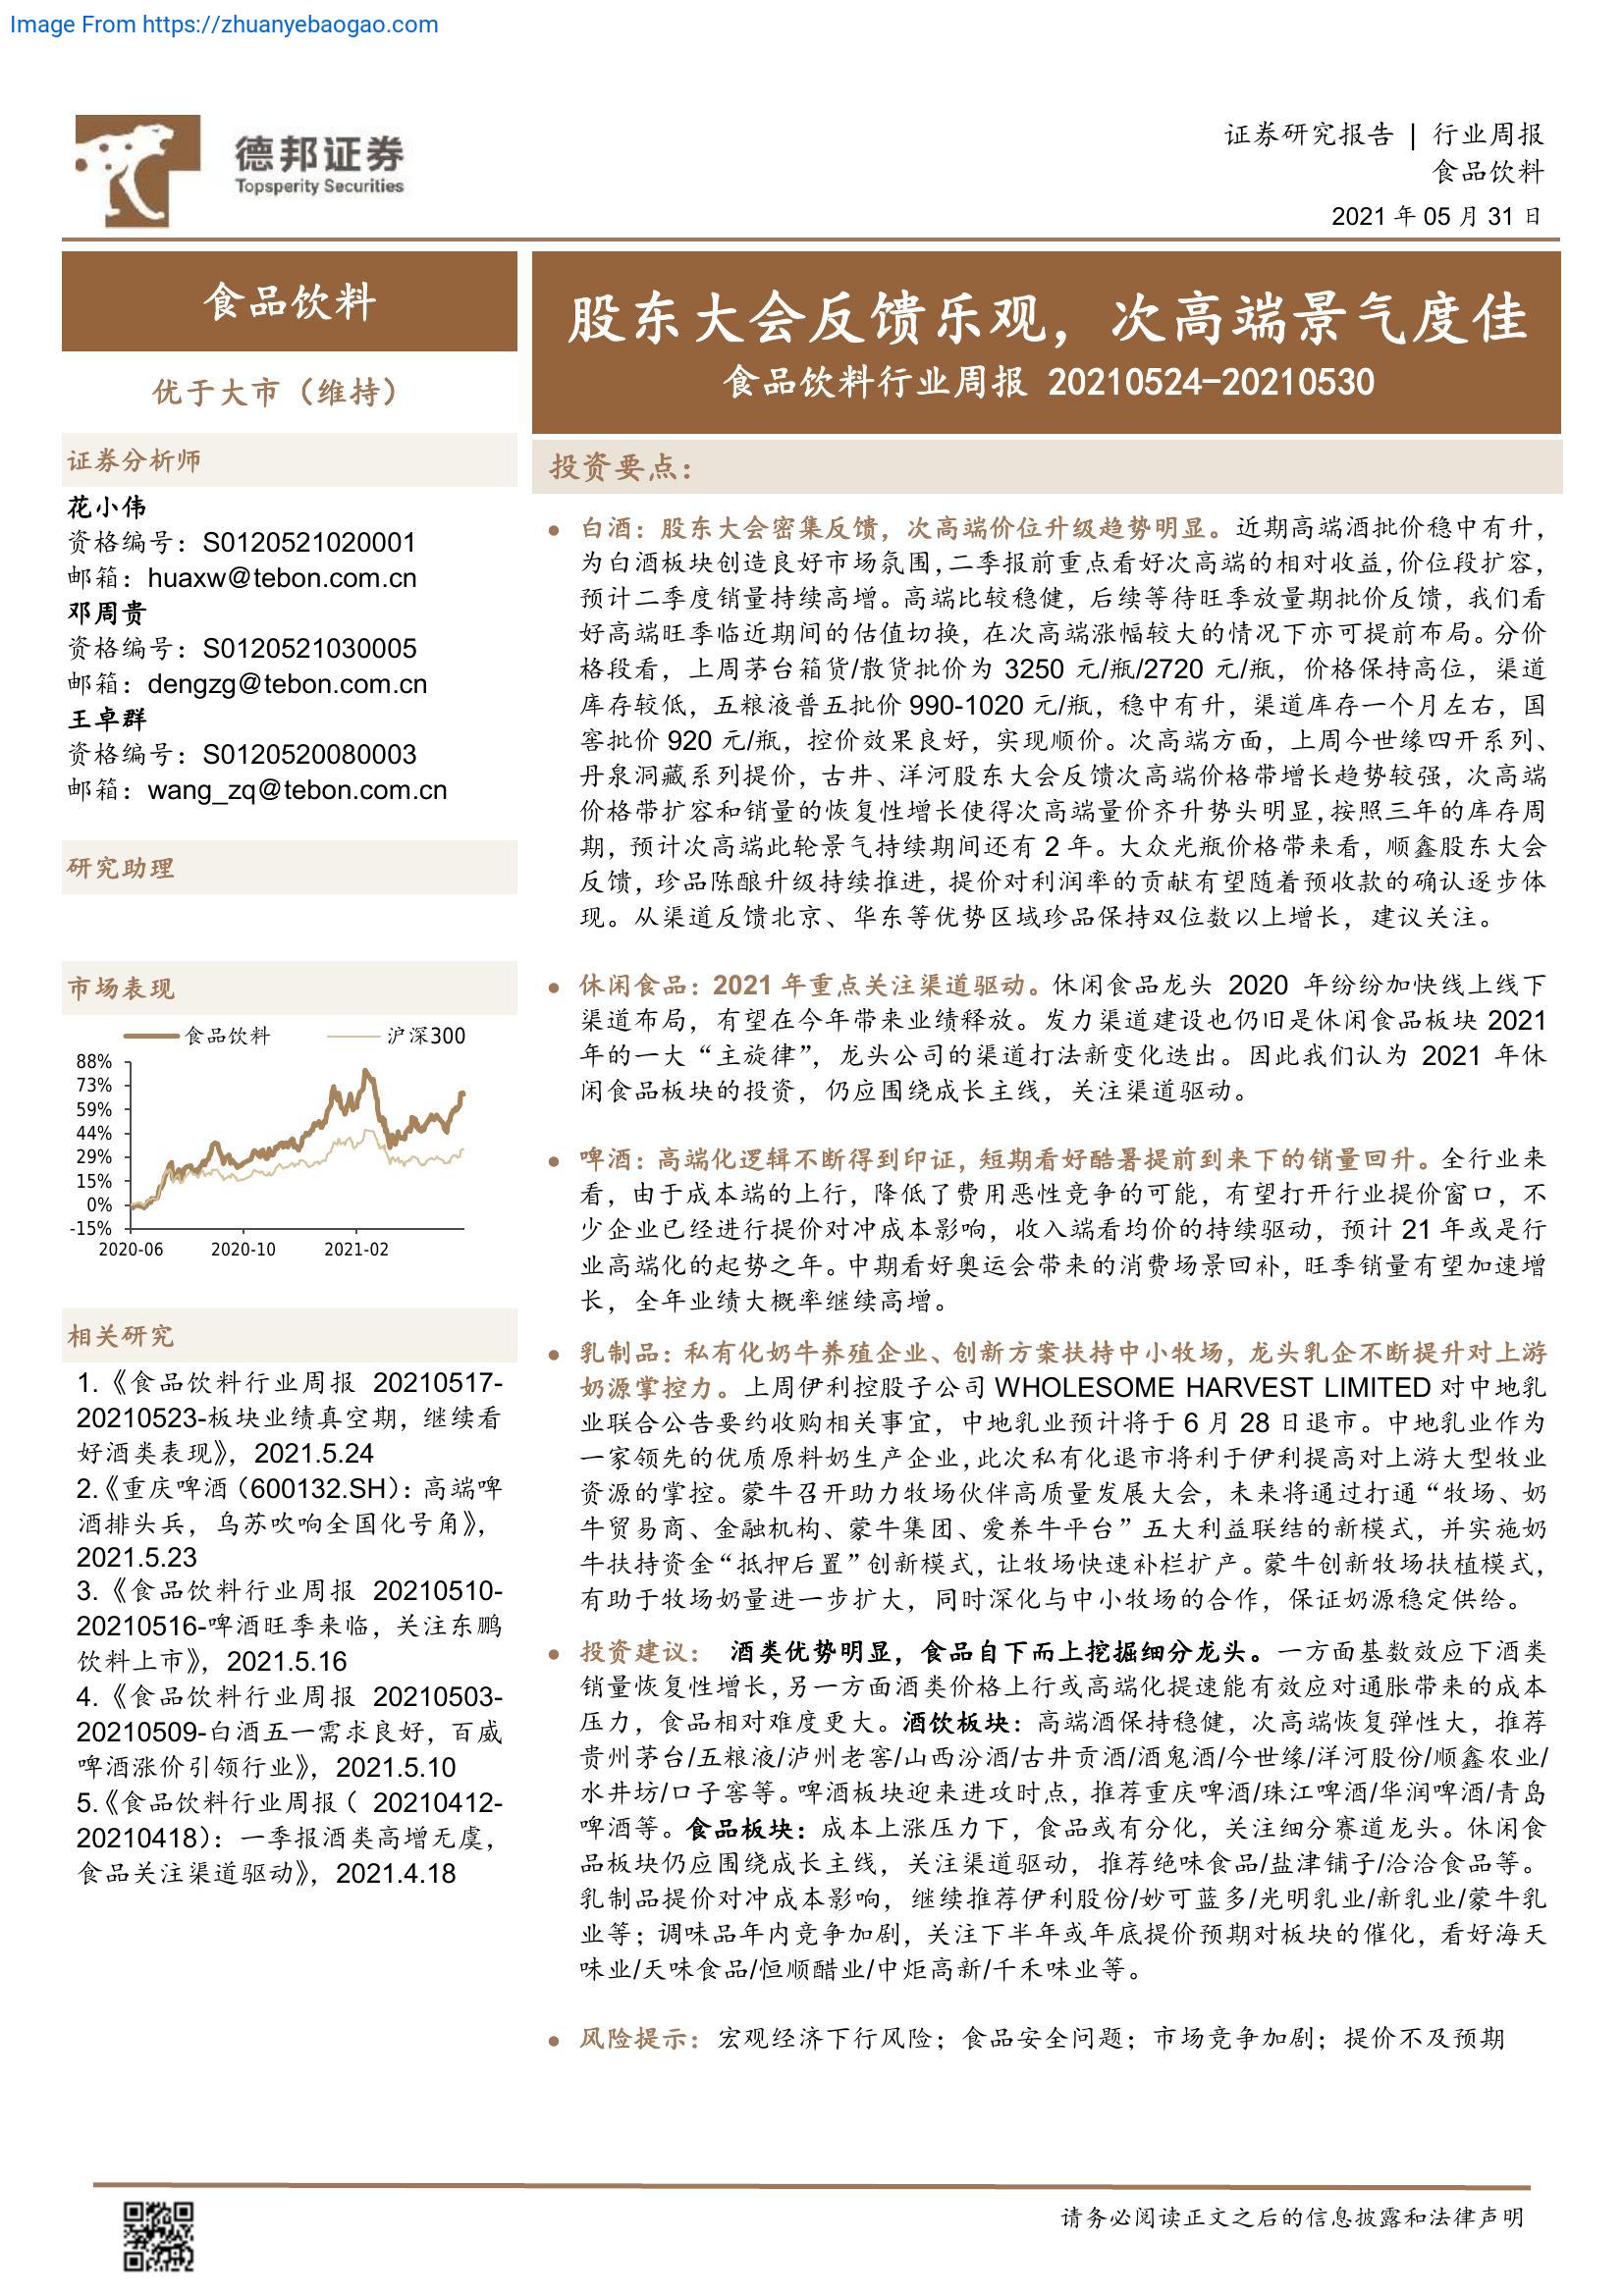 Image From https://zhuanyebaogao.com
德邦证券
Topsperity Securities
证券研究报告 | 行业周报
食品饮料
2021 年 05 月 31 日
食品饮料
优于大市（维持）
证券分析师
花小伟
资格编号：S0120521020001
邮箱：huaxw@tebon.com.cn
邓周贵
资格编号：S0120521030005
邮箱：dengzg@tebon.com.cn
王卓群
资格编号：S0120520080003
邮箱：wang_zq@tebon.com.cn
研究助理
市场表现
食品饮料 沪深300
88%
73%
59%
44%
29%
15%
0%
-15%
2020-06 2020-10 2021-02
相关研究
1.《食品饮料行业周报 20210517-
20210523-板块业绩真空期，继续看
好酒类表现》，2021.5.24
2.《重庆啤酒（600132.SH）：高端啤
酒排头兵，乌苏吹响全国化号角》，
2021.5.23
3.《食品饮料行业周报 20210510-
20210516-啤酒旺季来临，关注东鹏
饮料上市》，2021.5.16
4.《食品饮料行业周报 20210503-
20210509-白酒五一需求良好，百威
啤酒涨价引领行业》，2021.5.10
5.《食品饮料行业周报（ 20210412-
20210418）：一季报酒类高增无虞，
食品关注渠道驱动》，2021.4.18
股东大会反馈乐观，次高端景气度佳
食品饮料行业周报 20210524-20210530
投资要点：
● 白酒：股东大会密集反馈，次高端价位升级趋势明显。近期高端酒批价稳中有升，
为白酒板块创造良好市场氛围，二季报前重点看好次高端的相对收益，价位段扩容，
预计二季度销量持续高增。高端比较稳健，后续等待旺季放量期批价反馈，我们看
好高端旺季临近期间的估值切换，在次高端涨幅较大的情况下亦可提前布局。分价
格段看，上周茅台箱货/散货批价为 3250 元/瓶/2720 元/瓶，价格保持高位，渠道
库存较低，五粮液普五批价 990-1020 元/瓶，稳中有升，渠道库存一个月左右，国
窖批价 920 元/瓶，控价效果良好，实现顺价。次高端方面，上周今世缘四开系列、
丹泉洞藏系列提价，古井、洋河股东大会反馈次高端价格带增长趋势较强，次高端
价格带扩容和销量的恢复性增长使得次高端量价齐升势头明显，按照三年的库存周
期，预计次高端此轮景气持续期间还有 2 年。大众光瓶价格带来看，顺鑫股东大会
反馈，珍品陈酿升级持续推进，提价对利润率的贡献有望随着预收款的确认逐步体
现。从渠道反馈北京、华东等优势区域珍品保持双位数以上增长，建议关注。
● 休闲食品：2021 年重点关注渠道驱动。休闲食品龙头 2020 年纷纷加快线上线下
渠道布局，有望在今年带来业绩释放。发力渠道建设也仍旧是休闲食品板块 2021
年的一大“主旋律”，龙头公司的渠道打法新变化迭出。因此我们认为 2021 年休
闲食品板块的投资，仍应围绕成长主线，关注渠道驱动。
● 啤酒：高端化逻辑不断得到印证，短期看好酷暑提前到来下的销量回升。全行业来
看，由于成本端的上行，降低了费用恶性竞争的可能，有望打开行业提价窗口，不
少企业已经进行提价对冲成本影响，收入端看均价的持续驱动，预计 21 年或是行
业高端化的起势之年。中期看好奥运会带来的消费场景回补，旺季销量有望加速增
长，全年业绩大概率继续高增。
● 乳制品：私有化奶牛养殖企业、创新方案扶持中小牧场，龙头乳企不断提升对上游
奶源掌控力。上周伊利控股子公司 WHOLESOME HARVEST LIMITED 对中地乳
业联合公告要约收购相关事宜，中地乳业预计将于 6 月 28 日退市。中地乳业作为
一家领先的优质原料奶生产企业，此次私有化退市将利于伊利提高对上游大型牧业
资源的掌控。蒙牛召开助力牧场伙伴高质量发展大会，未来将通过打通“牧场、奶
牛贸易商、金融机构、蒙牛集团、爱养牛平台”五大利益联结的新模式，并实施奶
牛扶持资金“抵押后置”创新模式，让牧场快速补栏扩产。蒙牛创新牧场扶植模式，
有助于牧场奶量进一步扩大，同时深化与中小牧场的合作，保证奶源稳定供给。
● 投资建议： 酒类优势明显，食品自下而上挖掘细分龙头。一方面基数效应下酒类
销量恢复性增长，另一方面酒类价格上行或高端化提速能有效应对通胀带来的成本
压力，食品相对难度更大。酒饮板块：高端酒保持稳健，次高端恢复弹性大，推荐
贵州茅台/五粮液/泸州老窖/山西汾酒/古井贡酒/酒鬼酒/今世缘/洋河股份/顺鑫农业/
水井坊/口子窖等。啤酒板块迎来进攻时点，推荐重庆啤酒/珠江啤酒/华润啤酒/青岛
啤酒等。食品板块：成本上涨压力下，食品或有分化，关注细分赛道龙头。休闲食
品板块仍应围绕成长主线，关注渠道驱动，推荐绝味食品/盐津铺子/洽洽食品等。
乳制品提价对冲成本影响，继续推荐伊利股份/妙可蓝多/光明乳业/新乳业/蒙牛乳
业等；调味品年内竞争加剧，关注下半年或年底提价预期对板块的催化，看好海天
味业/天味食品/恒顺醋业/中炬高新/千禾味业等。
● 风险提示：宏观经济下行风险；食品安全问题；市场竞争加剧；提价不及预期
请务必阅读正文之后的信息披露和法律声明